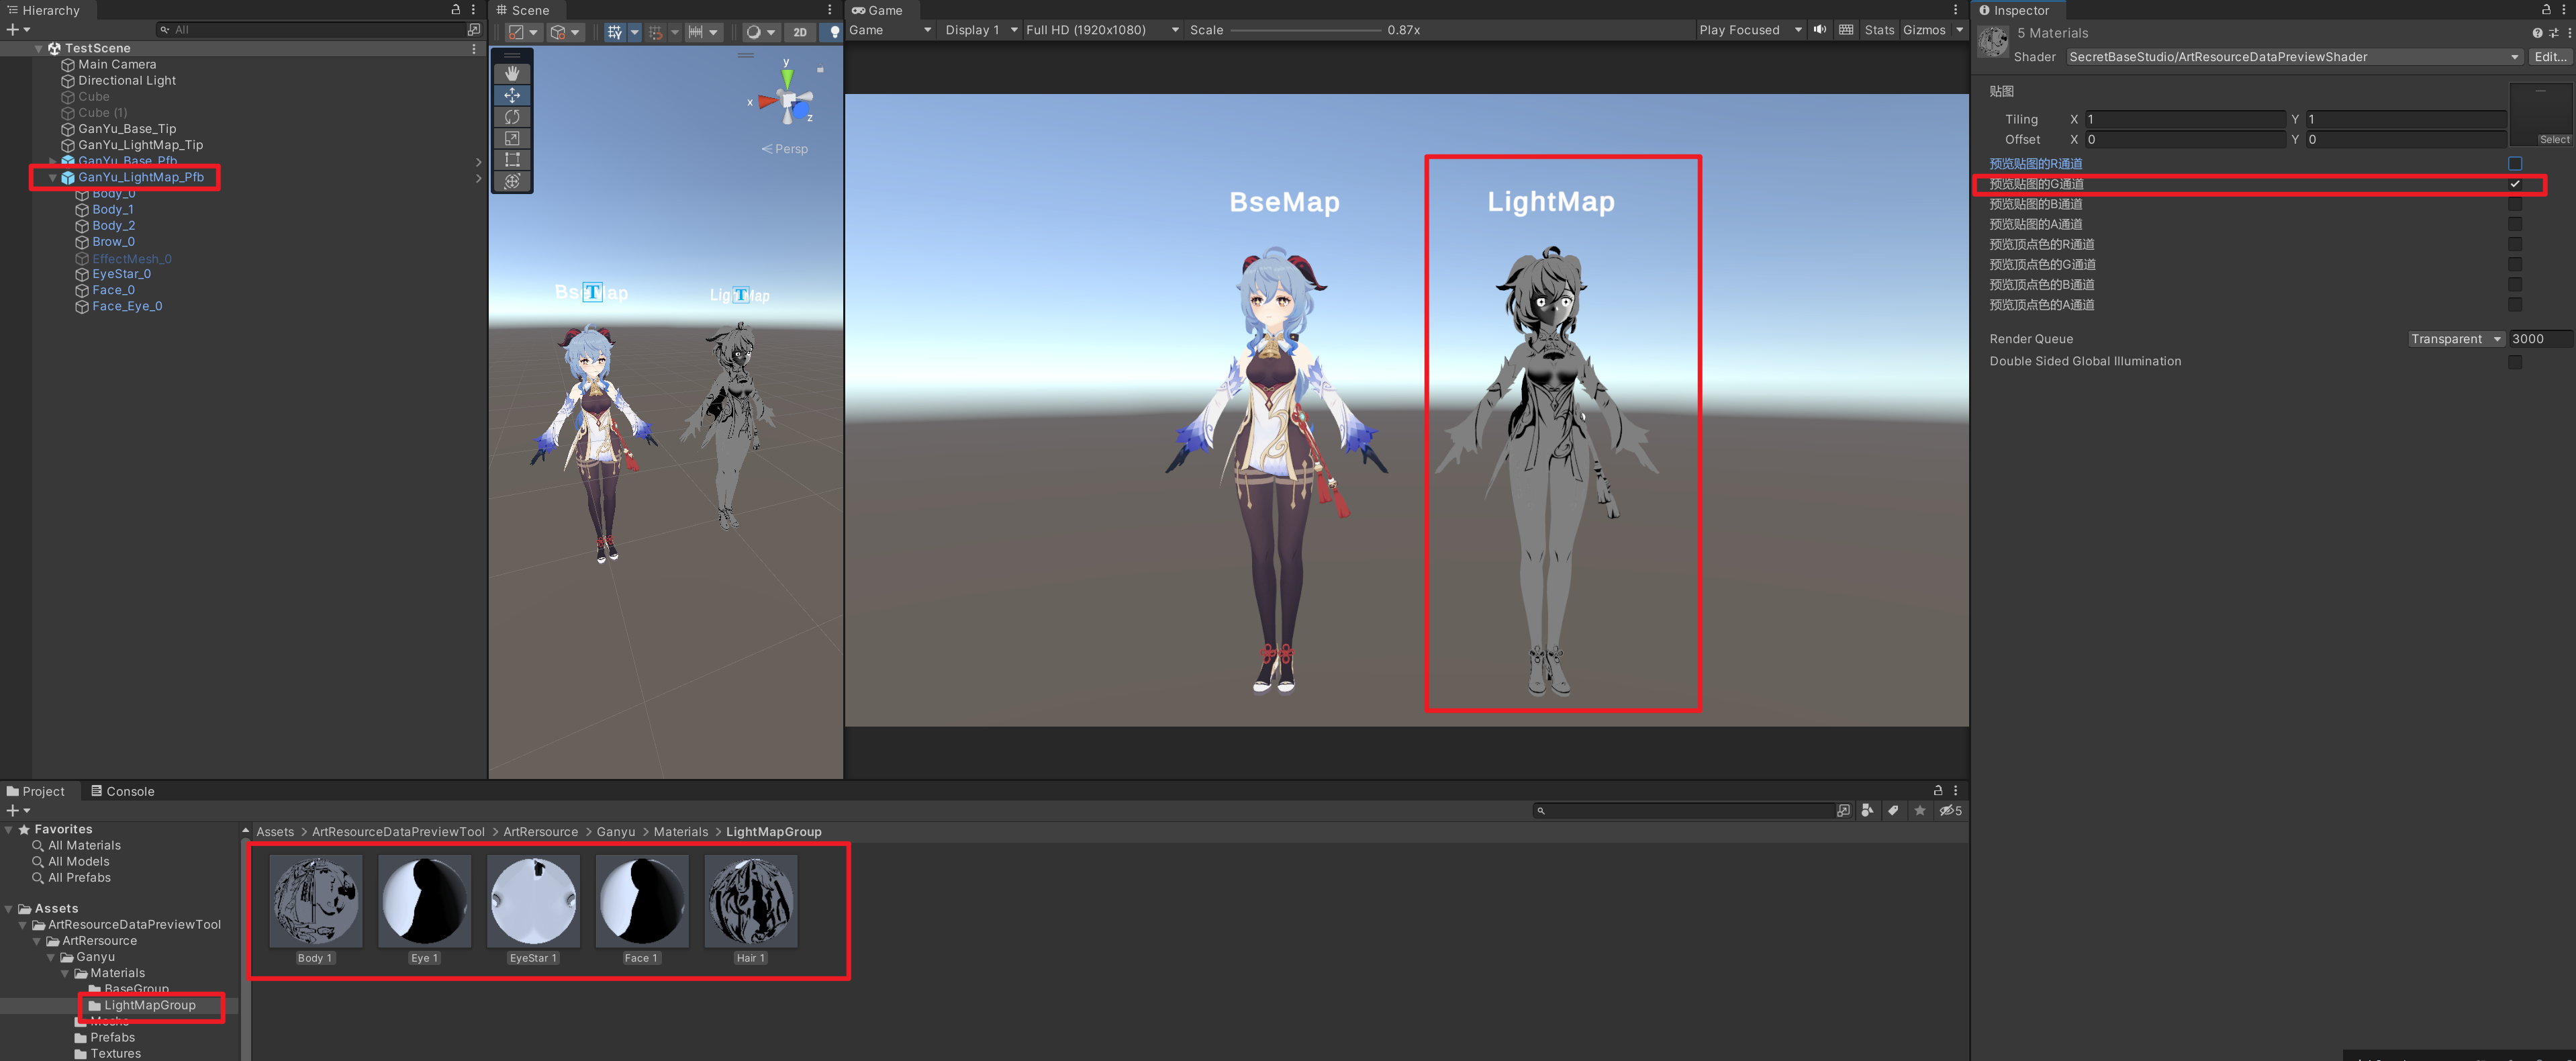 Hierarchy
All
TestScene
Main Camera
Directional Light
Cube
Cube (1)
GanYu_Base_Tip
GanYu_LightMap_Tip
GanYu_Base_Pfb
GanYu_LightMap_Pfb
Body_0
Body_1
Body_2
Brow_0
EffectMesh_0
EyeStar_0
Face_0
Face_Eye_0
Scene
2D
y
x
z
Persp
BseMap
LightMap
Game
Game
Display 1
Full HD (1920x1080)
Scale
0.87x
Play Focused
Stats
Gizmos
BseMap
LightMap
Inspector
5 Materials
Shader
SecretBaseStudio/ArtResourceDataPreviewShader
Edit...
贴图
Tiling X 1 Y 1
Offset X 0 Y 0
Select
预览贴图的R通道
预览贴图的G通道
预览贴图的B通道
预览贴图的A通道
预览顶点色的R通道
预览顶点色的G通道
预览顶点色的B通道
预览顶点色的A通道
Render Queue
Transparent
3000
Double Sided Global Illumination
Project
Console
5
Favorites
All Materials
All Models
All Prefabs
Assets
ArtResourceDataPreviewTool
ArtRersource
Ganyu
Materials
BaseGroup
LightMapGroup
Prefabs
Textures
Assets > ArtResourceDataPreviewTool > ArtRersource > Ganyu > Materials > LightMapGroup
Body 1
Eye 1
EyeStar 1
Face 1
Hair 1